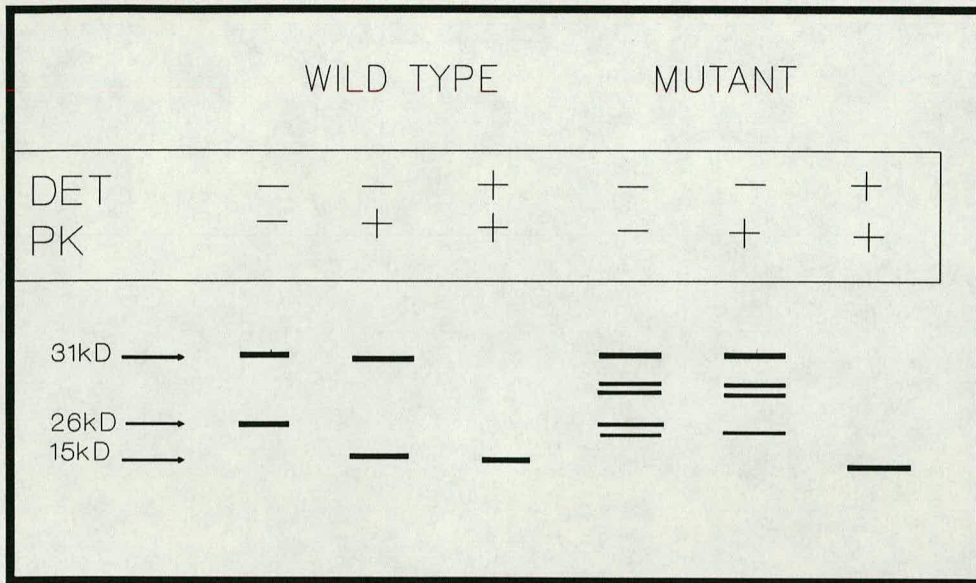 WILD TYPE MUTANT
DET — — + — — +
PK — + + — + +
31kD
26kD
15kD